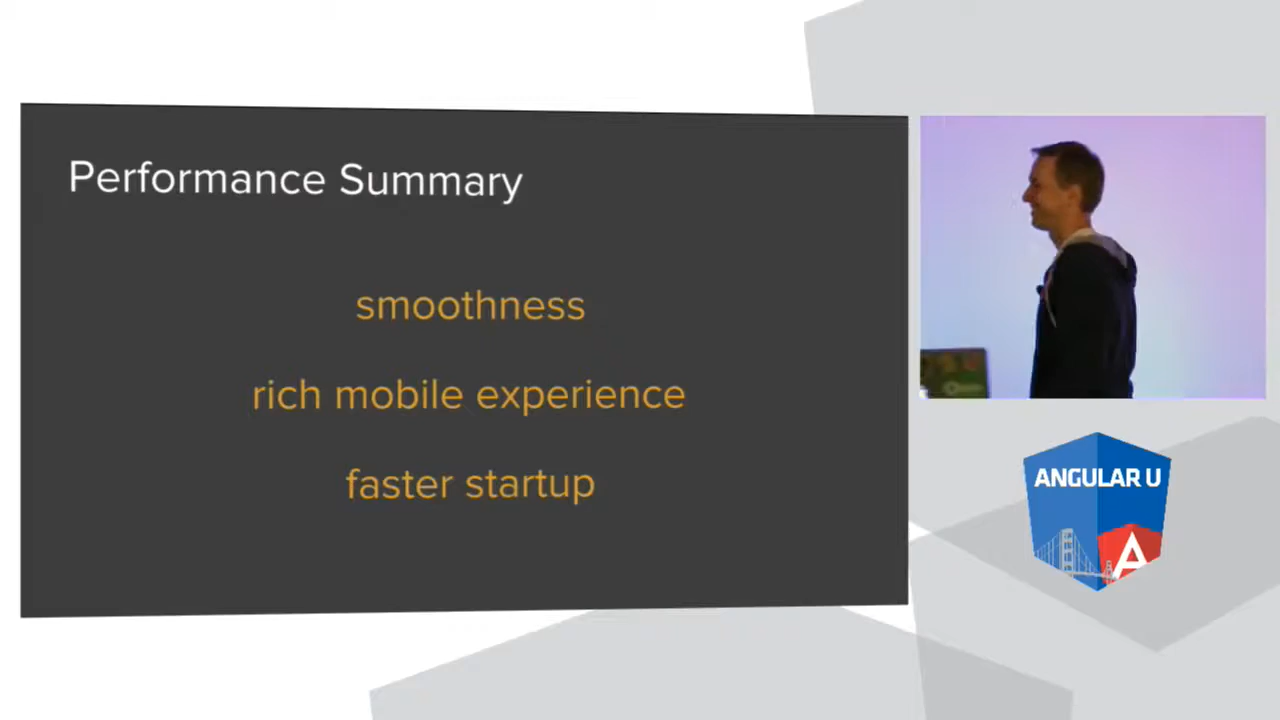 Performance Summary
smoothness
rich mobile experience
faster startup
ANGULAR U
A